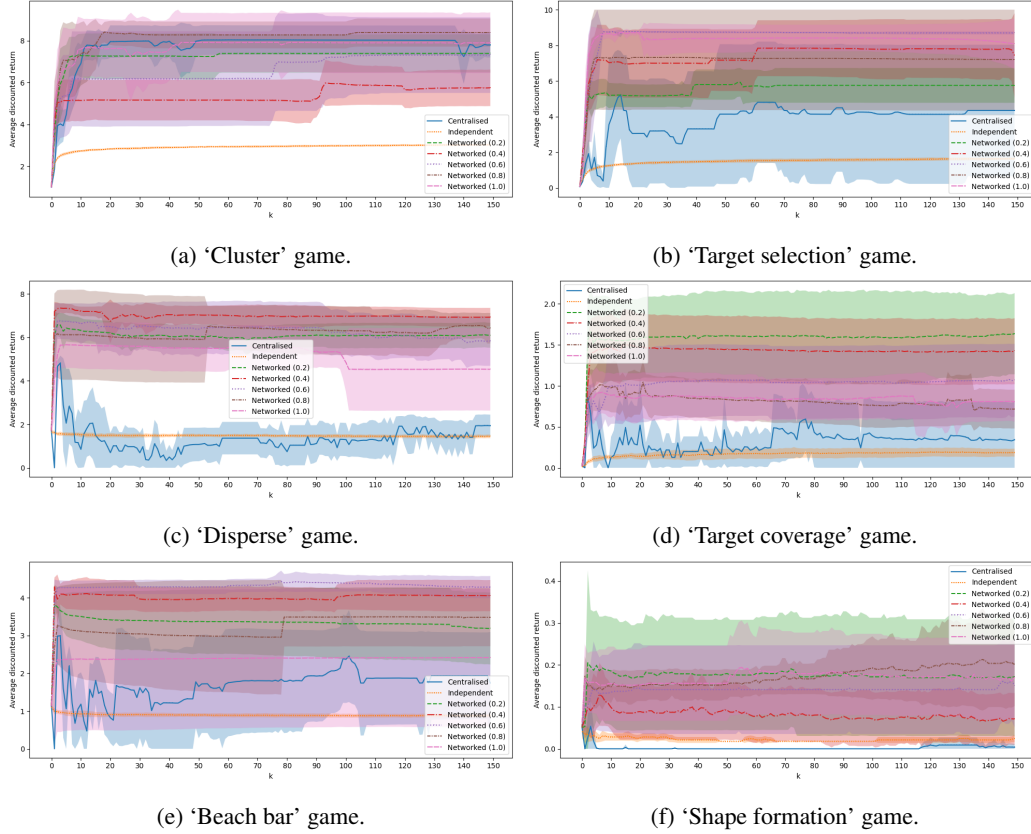 Average discounted return
8
6
4
2
0 10 20 30 40 50 60 70 80 90 100 110 120 130 140 150
k
Centralised
Independent
Networked (0.2)
Networked (0.4)
Networked (0.6)
Networked (0.8)
Networked (1.0)
(a) ‘Cluster’ game.
Average discounted return
10
8
6
4
2
0
0 10 20 30 40 50 60 70 80 90 100 110 120 130 140 150
k
Centralised
Independent
Networked (0.2)
Networked (0.4)
Networked (0.6)
Networked (0.8)
Networked (1.0)
(b) ‘Target selection’ game.
Average discounted return
8
6
4
2
0
0 10 20 30 40 50 60 70 80 90 100 110 120 130 140 150
k
Centralised
Independent
Networked (0.2)
Networked (0.4)
Networked (0.6)
Networked (0.8)
Networked (1.0)
(c) ‘Disperse’ game.
Average discounted return
2.0
1.5
1.0
0.5
0.0
0 10 20 30 40 50 60 70 80 90 100 110 120 130 140 150
k
Centralised
Independent
Networked (0.2)
Networked (0.4)
Networked (0.6)
Networked (0.8)
Networked (1.0)
(d) ‘Target coverage’ game.
Average discounted return
4
3
2
1
0
0 10 20 30 40 50 60 70 80 90 100 110 120 130 140 150
k
Centralised
Independent
Networked (0.2)
Networked (0.4)
Networked (0.6)
Networked (0.8)
Networked (1.0)
(e) ‘Beach bar’ game.
Average discounted return
0.4
0.3
0.2
0.1
0.0
0 10 20 30 40 50 60 70 80 90 100 110 120 130 140 150
k
Centralised
Independent
Networked (0.2)
Networked (0.4)
Networked (0.6)
Networked (0.8)
Networked (1.0)
(f) ‘Shape formation’ game.